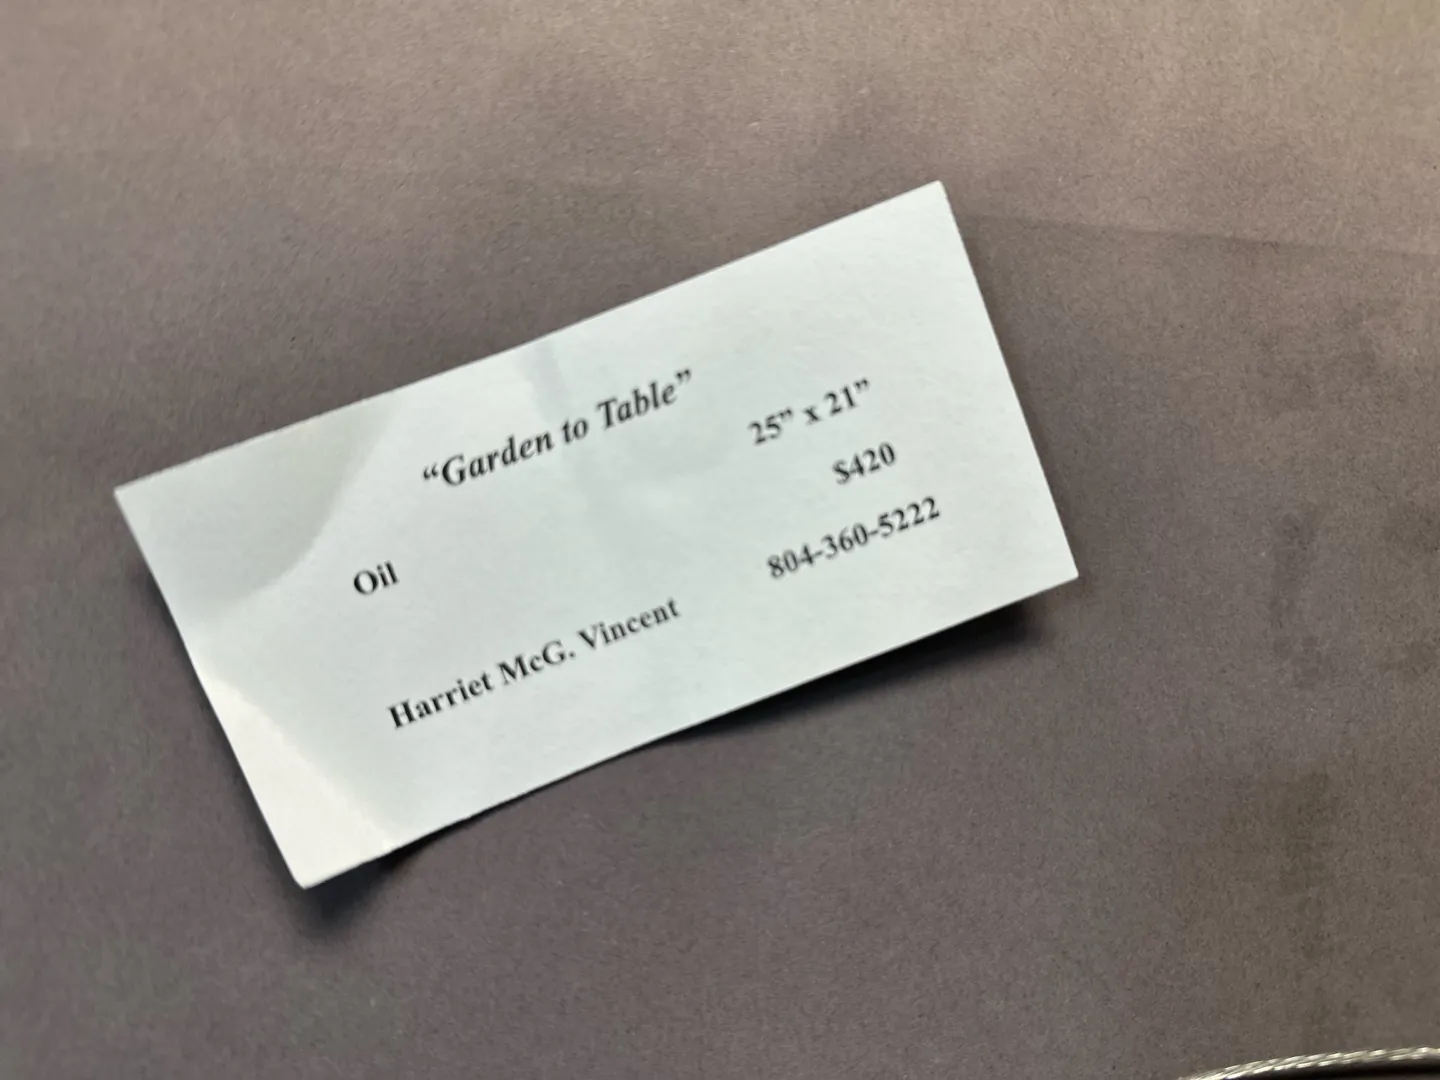 “Garden to Table”
25” x 21”
Oil
$420
Harriet McG. Vincent
804-360-5222